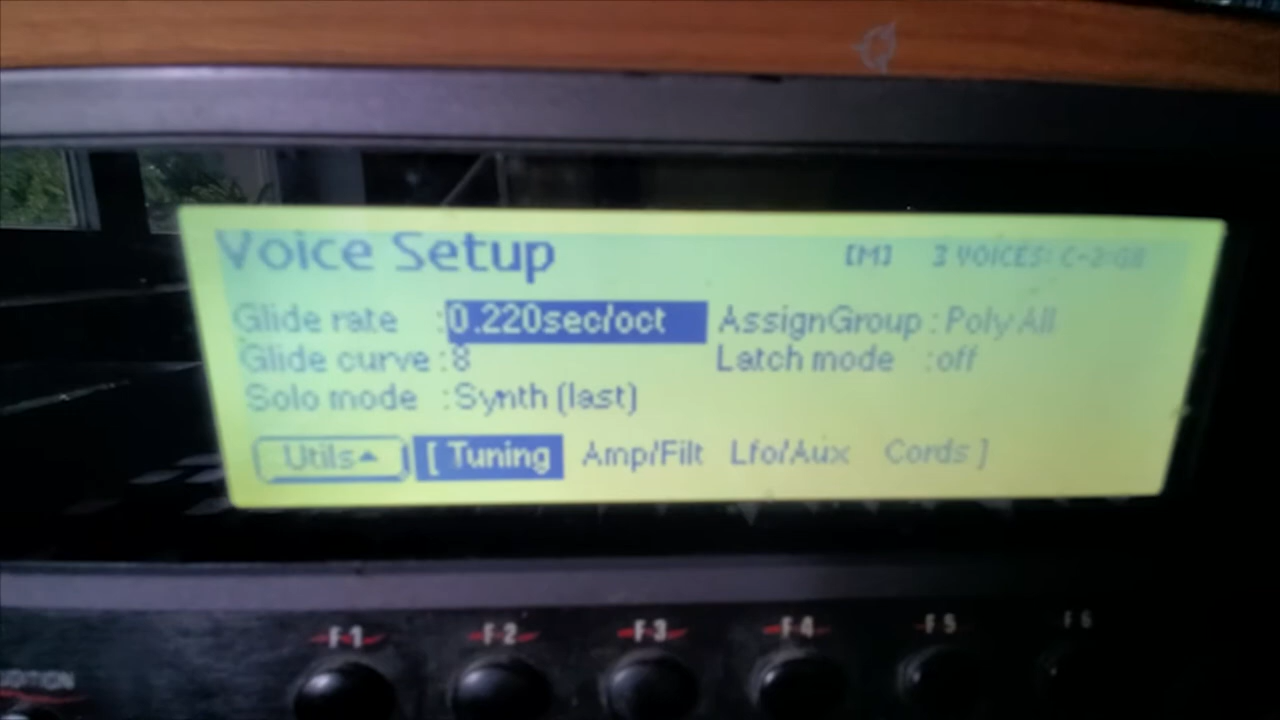 Voice Setup [M] 3 VOICES: C-2:G8
Glide rate :0.220sec/oct AssignGroup : Poly All
Glide curve :8 Latch mode :off
Solo mode :Synth (last)
Utils [ Tuning Amp/Filt Lfo/Aux Cords ]
F1 F2 F3 F4 F5 F6